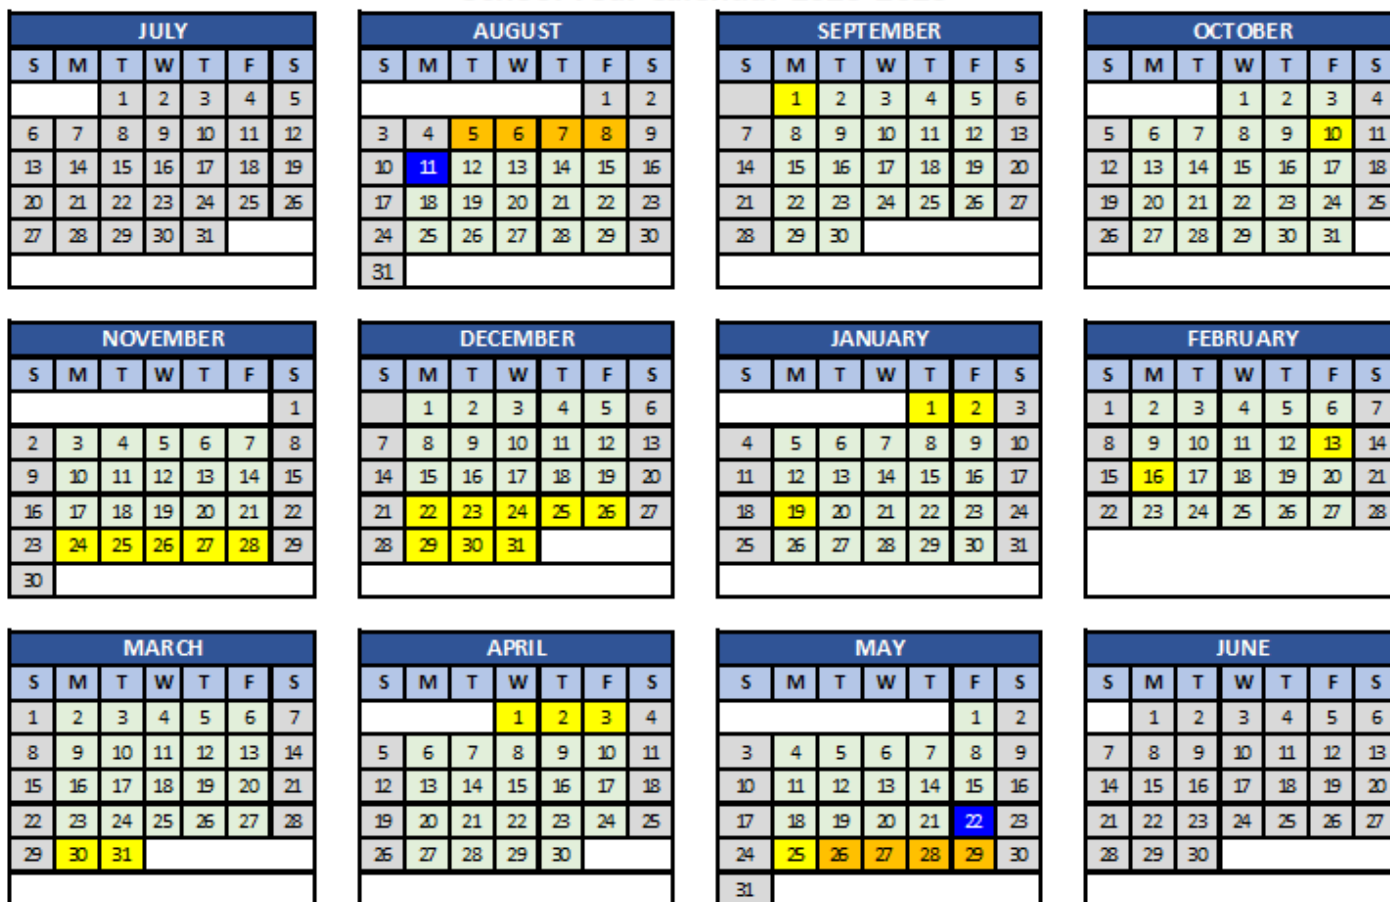 JULY
S M T W T F S
1 2 3 4 5
6 7 8 9 10 11 12
13 14 15 16 17 18 19
20 21 22 23 24 25 26
27 28 29 30 31
AUGUST
S M T W T F S
1 2
3 4 5 6 7 8 9
10 11 12 13 14 15 16
17 18 19 20 21 22 23
24 25 26 27 28 29 30
31
SEPTEMBER
S M T W T F S
1 2 3 4 5 6
7 8 9 10 11 12 13
14 15 16 17 18 19 20
21 22 23 24 25 26 27
28 29 30
OCTOBER
S M T W T F S
1 2 3 4
5 6 7 8 9 10 11
12 13 14 15 16 17 18
19 20 21 22 23 24 25
26 27 28 29 30 31
NOVEMBER
S M T W T F S
1
2 3 4 5 6 7 8
9 10 11 12 13 14 15
16 17 18 19 20 21 22
23 24 25 26 27 28 29
30
DECEMBER
S M T W T F S
1 2 3 4 5 6
7 8 9 10 11 12 13
14 15 16 17 18 19 20
21 22 23 24 25 26 27
28 29 30 31
JANUARY
S M T W T F S
1 2 3
4 5 6 7 8 9 10
11 12 13 14 15 16 17
18 19 20 21 22 23 24
25 26 27 28 29 30 31
FEBRUARY
S M T W T F S
1 2 3 4 5 6 7
8 9 10 11 12 13 14
15 16 17 18 19 20 21
22 23 24 25 26 27 28
MARCH
S M T W T F S
1 2 3 4 5 6 7
8 9 10 11 12 13 14
15 16 17 18 19 20 21
22 23 24 25 26 27 28
29 30 31
APRIL
S M T W T F S
1 2 3 4
5 6 7 8 9 10 11
12 13 14 15 16 17 18
19 20 21 22 23 24 25
26 27 28 29 30
MAY
S M T W T F S
1 2
3 4 5 6 7 8 9
10 11 12 13 14 15 16
17 18 19 20 21 22 23
24 25 26 27 28 29 30
31
JUNE
S M T W T F S
1 2 3 4 5 6
7 8 9 10 11 12 13
14 15 16 17 18 19 20
21 22 23 24 25 26 27
28 29 30